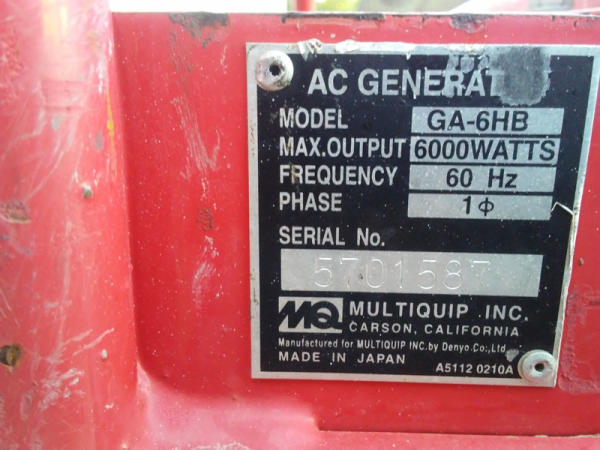 AC GENERAT
MODEL GA-6HB
MAX.OUTPUT 6000WATTS
FREQUENCY 60 Hz
PHASE 1Φ
SERIAL No.
5701587
MQ MULTIQUIP INC.
CARSON, CALIFORNIA
Manufactured for MULTIQUIP INC.by Denyo.Co.,Ltd.
MADE IN JAPAN A5112 0210A